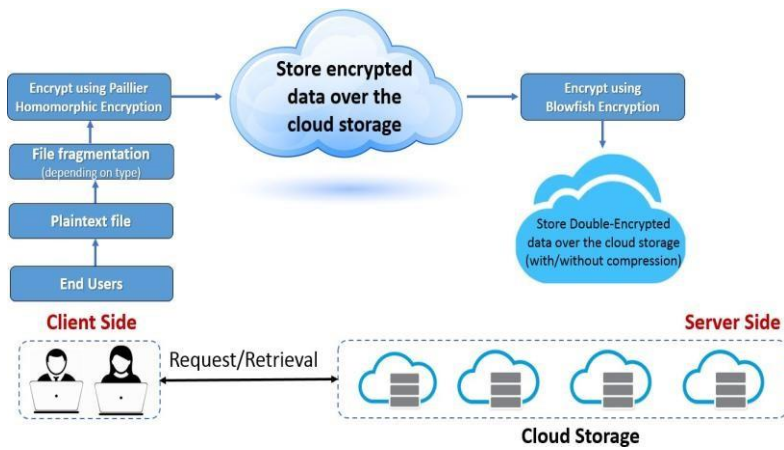 Encrypt using Paillier
Homomorphic Encryption
File fragmentation
(depending on type)
Plaintext file
End Users
Store encrypted
data over the
cloud storage
Encrypt using
Blowfish Encryption
Store Double-Encrypted
data over the cloud storage
(with/without compression)
Client Side
Server Side
Request/Retrieval
Cloud Storage